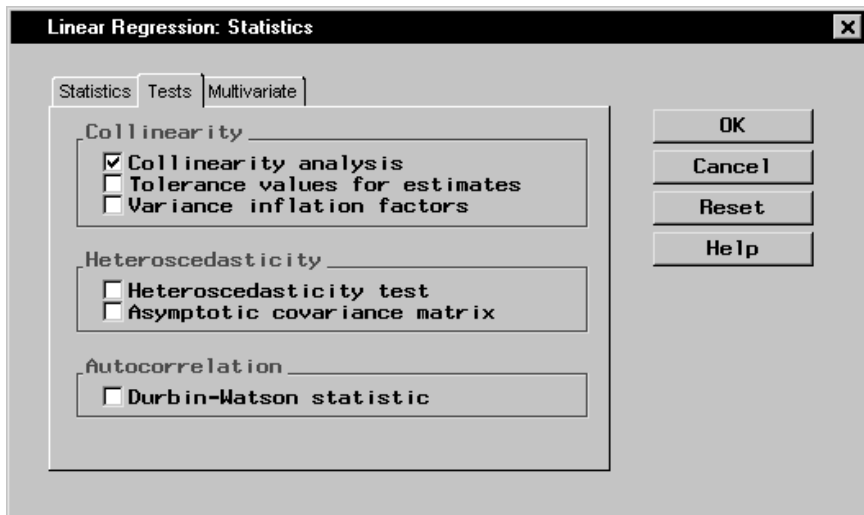 Linear Regression: Statistics
Statistics Tests Multivariate
Collinearity
Collinearity analysis
Tolerance values for estimates
Variance inflation factors
Heteroscedasticity
Heteroscedasticity test
Asymptotic covariance matrix
Autocorrelation
Durbin-Watson statistic
OK
Cancel
Reset
Help